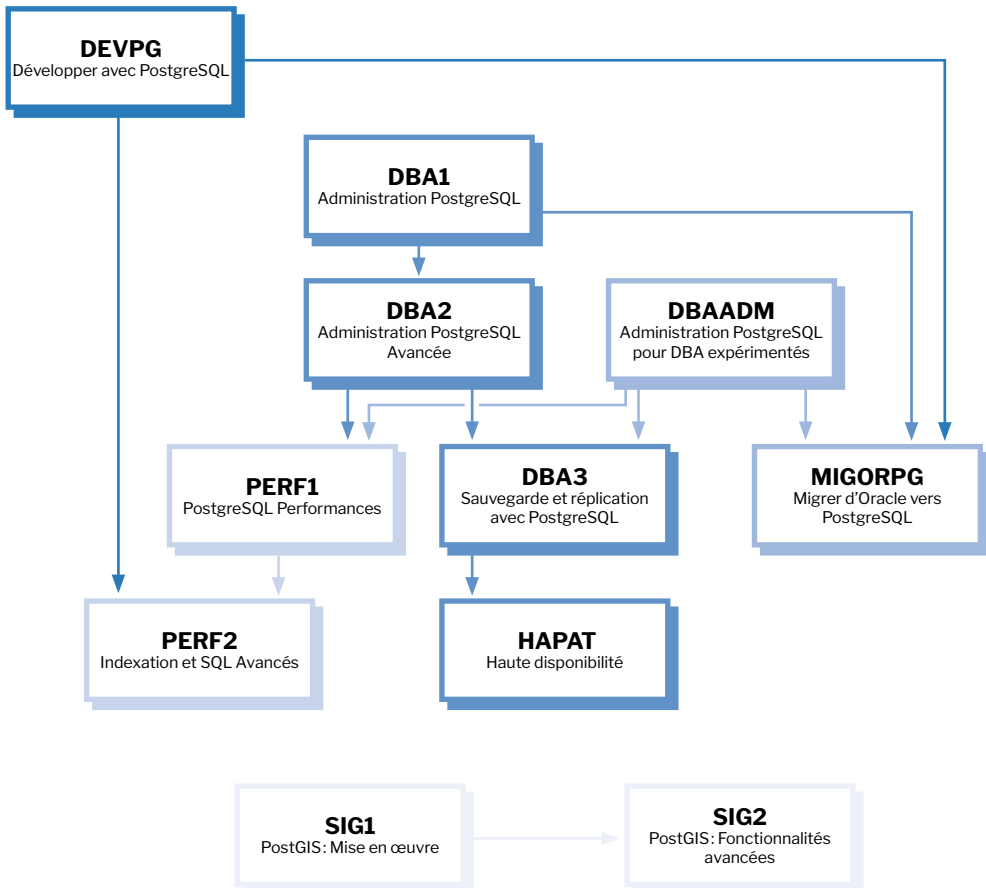 DEVPG
Développer avec PostgreSQL
DBA1
Administration PostgreSQL
DBA2
Administration PostgreSQL
Avancée
DBAADM
Administration PostgreSQL
pour DBA expérimentés
PERF1
PostgreSQL Performances
DBA3
Sauvegarde et réplication
avec PostgreSQL
MIGORPG
Migrer d’Oracle vers
PostgreSQL
PERF2
Indexation et SQL Avancés
HAPAT
Haute disponibilité
SIG1
PostGIS : Mise en œuvre
SIG2
PostGIS : Fonctionnalités
avancées